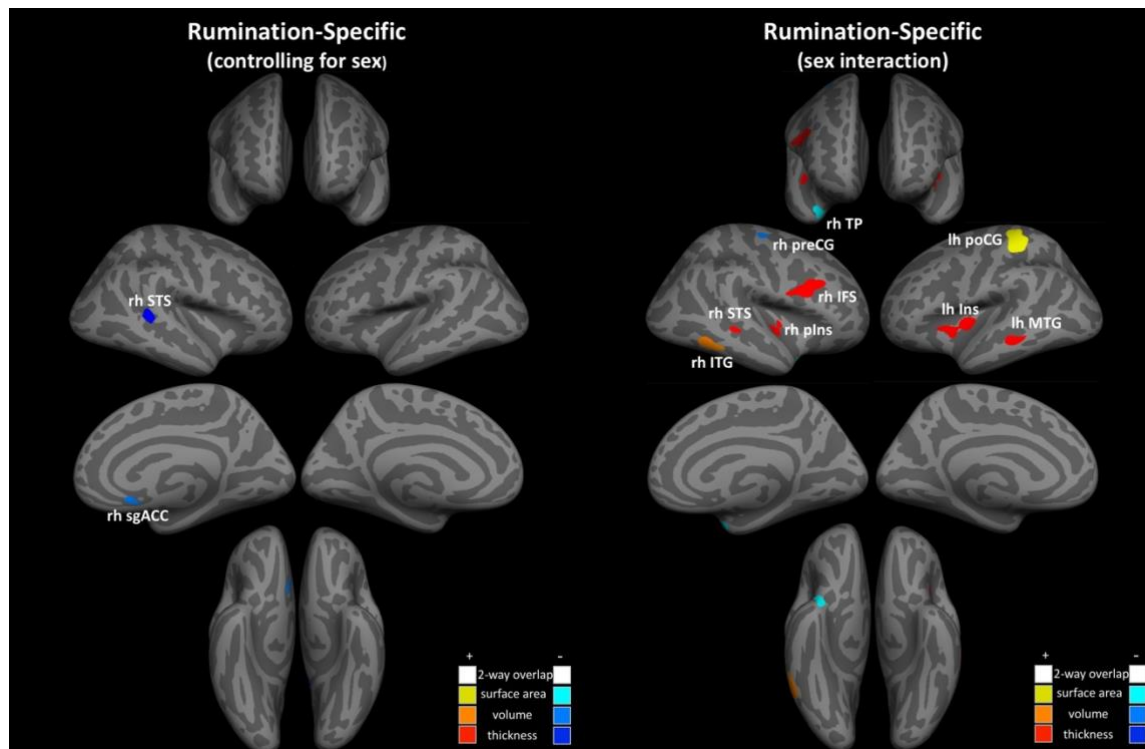 Rumination-Specific
(controlling for sex)
rh STS
rh sgACC
+ -
2-way overlap
surface area
volume
thickness
Rumination-Specific
(sex interaction)
rh TP
rh preCG
lh poCG
rh IFS
rh STS
rh pIns
lh Ins
lh MTG
rh ITG
+ -
2-way overlap
surface area
volume
thickness